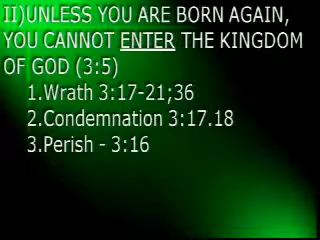 II)UNLESS YOU ARE BORN AGAIN,
YOU CANNOT ENTER THE KINGDOM
OF GOD (3:5)
1.Wrath 3:17-21;36
2.Condemnation 3:17.18
3.Perish - 3:16